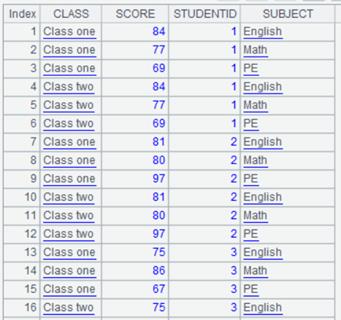 Index CLASS SCORE STUDENTID SUBJECT
1 Class one 84 1 English
2 Class one 77 1 Math
3 Class one 69 1 PE
4 Class two 84 1 English
5 Class two 77 1 Math
6 Class two 69 1 PE
7 Class one 81 2 English
8 Class one 80 2 Math
9 Class one 97 2 PE
10 Class two 81 2 English
11 Class two 80 2 Math
12 Class two 97 2 PE
13 Class one 75 3 English
14 Class one 86 3 Math
15 Class one 67 3 PE
16 Class two 75 3 English